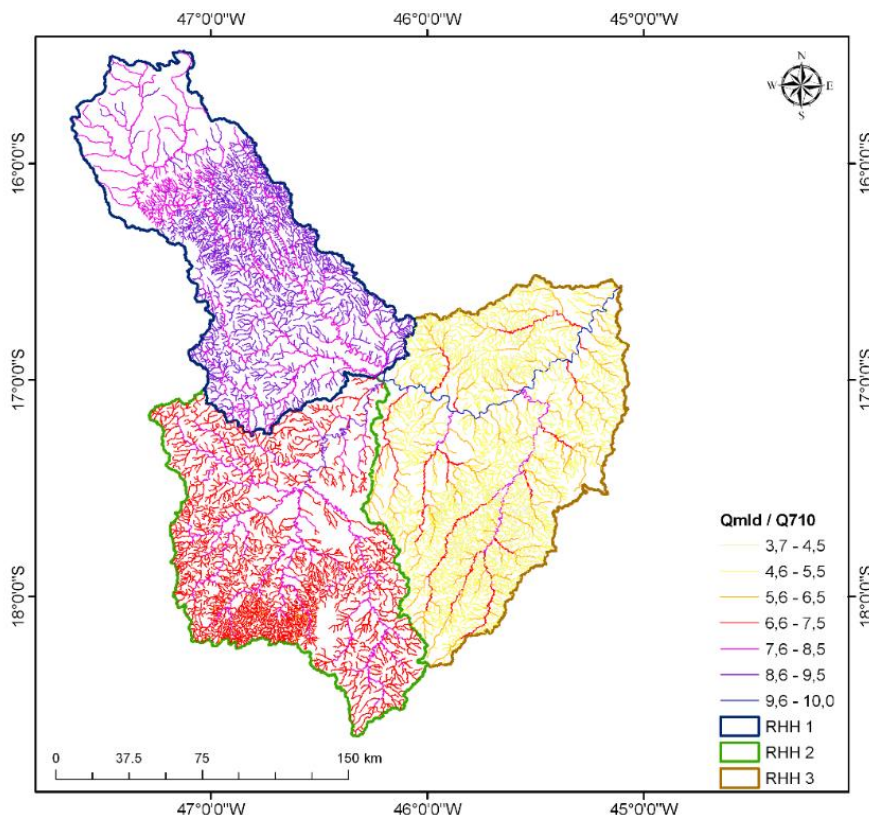 47°0'0"W 46°0'0"W 45°0'0"W
N
W E
S
16°0'0"S 16°0'0"S
17°0'0"S 17°0'0"S
18°0'0"S 18°0'0"S
Qmld / Q710
3,7 - 4,5
4,6 - 5,5
5,6 - 6,5
6,6 - 7,5
7,6 - 8,5
8,6 - 9,5
9,6 - 10,0
RHH 1
RHH 2
RHH 3
0 37.5 75 150 km
47°0'0"W 46°0'0"W 45°0'0"W